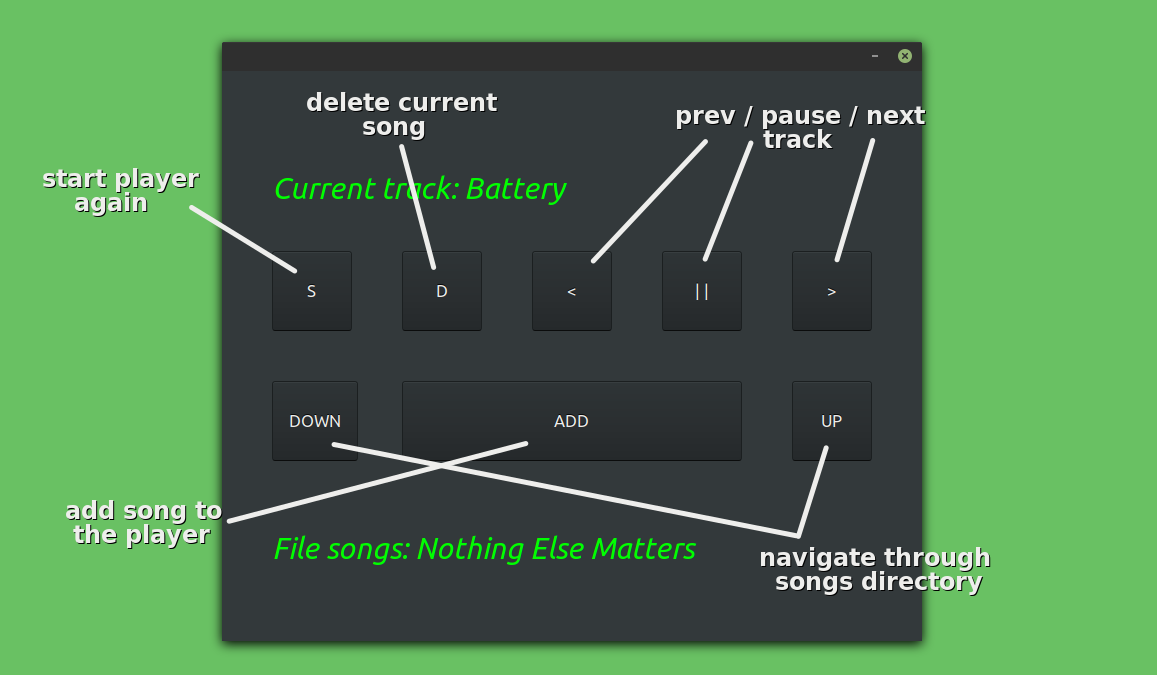 delete current
song
prev / pause / next
track
start player
again
Current track: Battery
S
D
<
||
>
DOWN
ADD
UP
add song to
the player
File songs: Nothing Else Matters
navigate through
songs directory